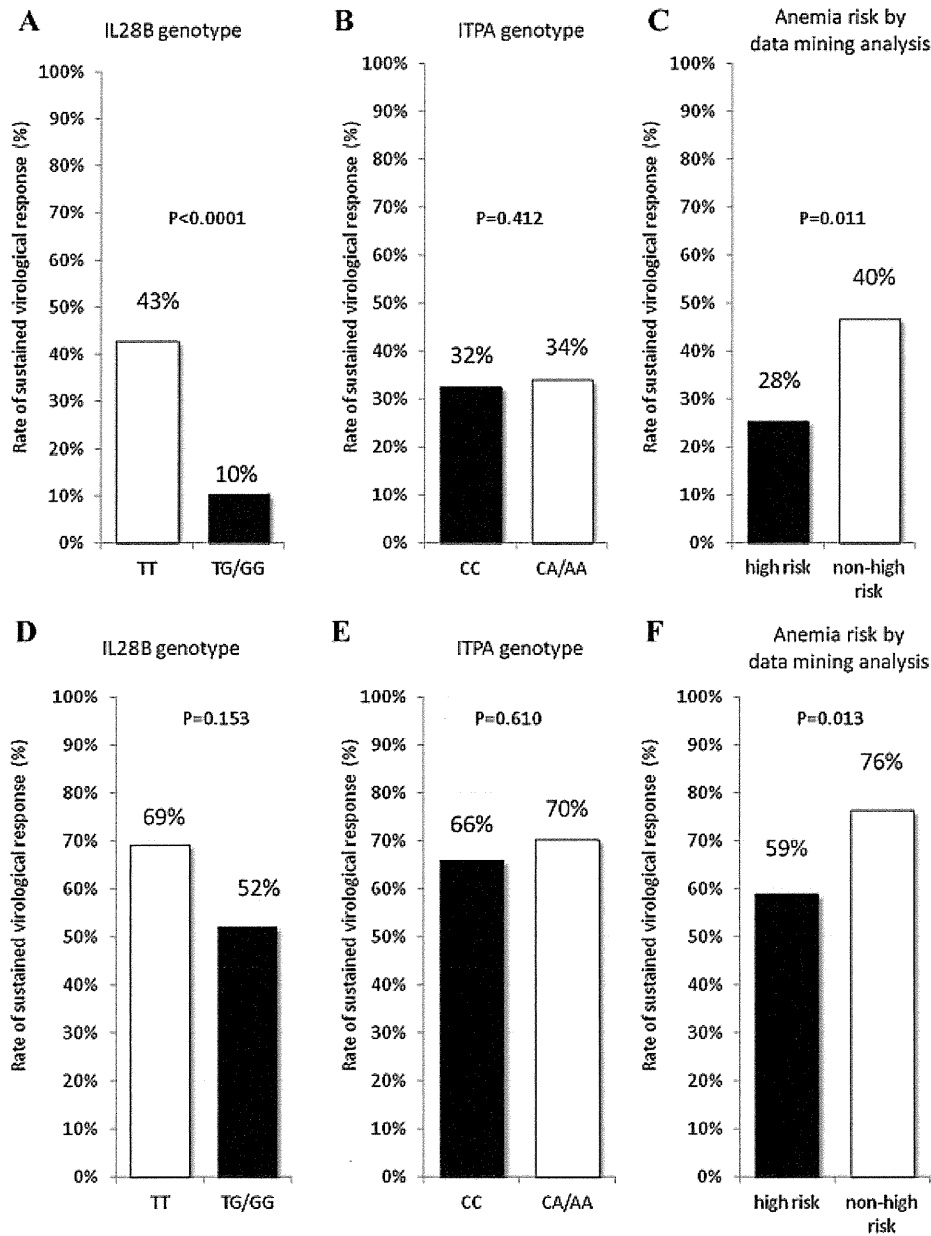 A
IL28B genotype
Rate of sustained virological response (%)
100%
90%
80%
70%
60%
50%
40%
30%
20%
10%
0%
P<0.0001
43%
10%
TT
TG/GG
B
ITPA genotype
Rate of sustained virological response (%)
100%
90%
80%
70%
60%
50%
40%
30%
20%
10%
0%
P=0.412
32%
34%
CC
CA/AA
C
Anemia risk by
data mining analysis
Rate of sustained virological response (%)
100%
90%
80%
70%
60%
50%
40%
30%
20%
10%
0%
P=0.011
28%
40%
high risk
non-high
risk
D
IL28B genotype
Rate of sustained virological response (%)
100%
90%
80%
70%
60%
50%
40%
30%
20%
10%
0%
P=0.153
69%
52%
TT
TG/GG
E
ITPA genotype
Rate of sustained virological response (%)
100%
90%
80%
70%
60%
50%
40%
30%
20%
10%
0%
P=0.610
66%
70%
CC
CA/AA
F
Anemia risk by
data mining analysis
Rate of sustained virological response (%)
100%
90%
80%
70%
60%
50%
40%
30%
20%
10%
0%
P=0.013
59%
76%
high risk
non-high
risk